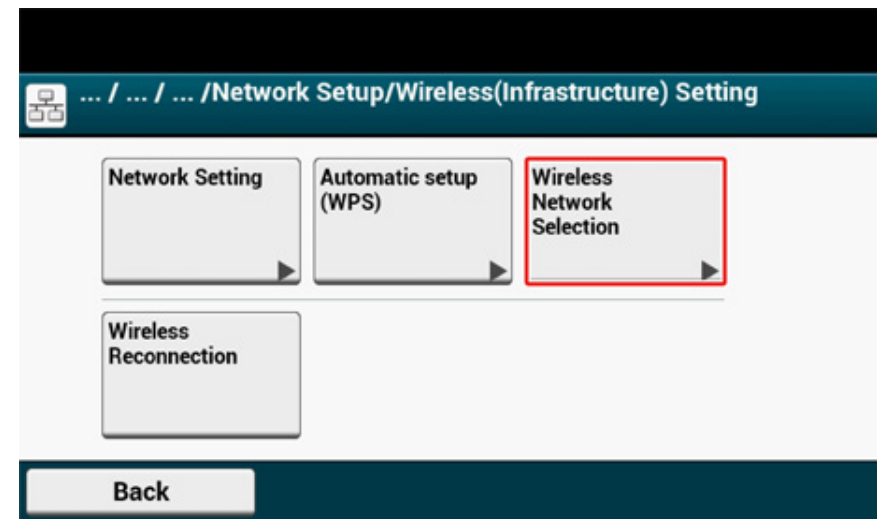 ... / ... / ... /Network Setup/Wireless(Infrastructure) Setting
Network Setting
Automatic setup
(WPS)
Wireless
Network
Selection
Wireless
Reconnection
Back